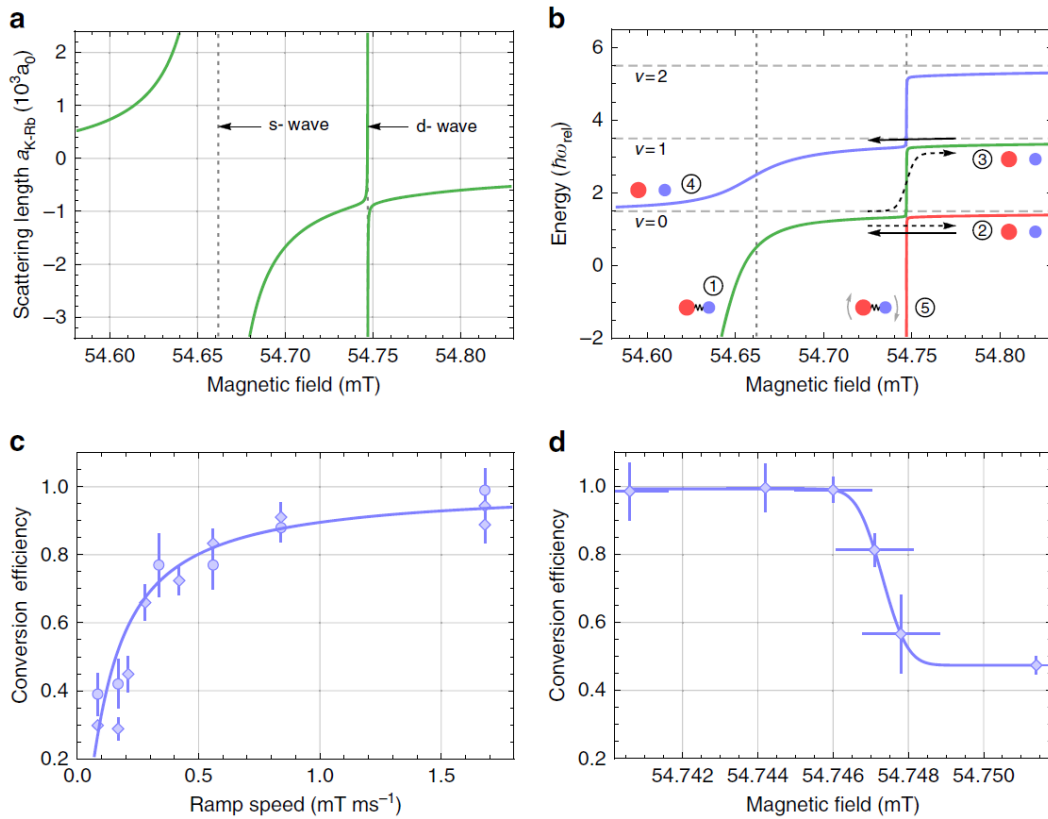 a
Scattering length a_K-Rb (10³a₀)
2
1
0
−1
−2
−3
s- wave
d- wave
54.60
54.65
54.70
54.75
54.80
Magnetic field (mT)
b
Energy (ℏω_rel)
6
4
2
0
−2
v=2
v=1
v=0
④
③
②
①
⑤
54.60
54.65
54.70
54.75
54.80
Magnetic field (mT)
c
Conversion efficiency
1.0
0.8
0.6
0.4
0.2
0.0
0.5
1.0
1.5
Ramp speed (mT ms⁻¹)
d
Conversion efficiency
1.0
0.8
0.6
0.4
0.2
54.742
54.744
54.746
54.748
54.750
Magnetic field (mT)